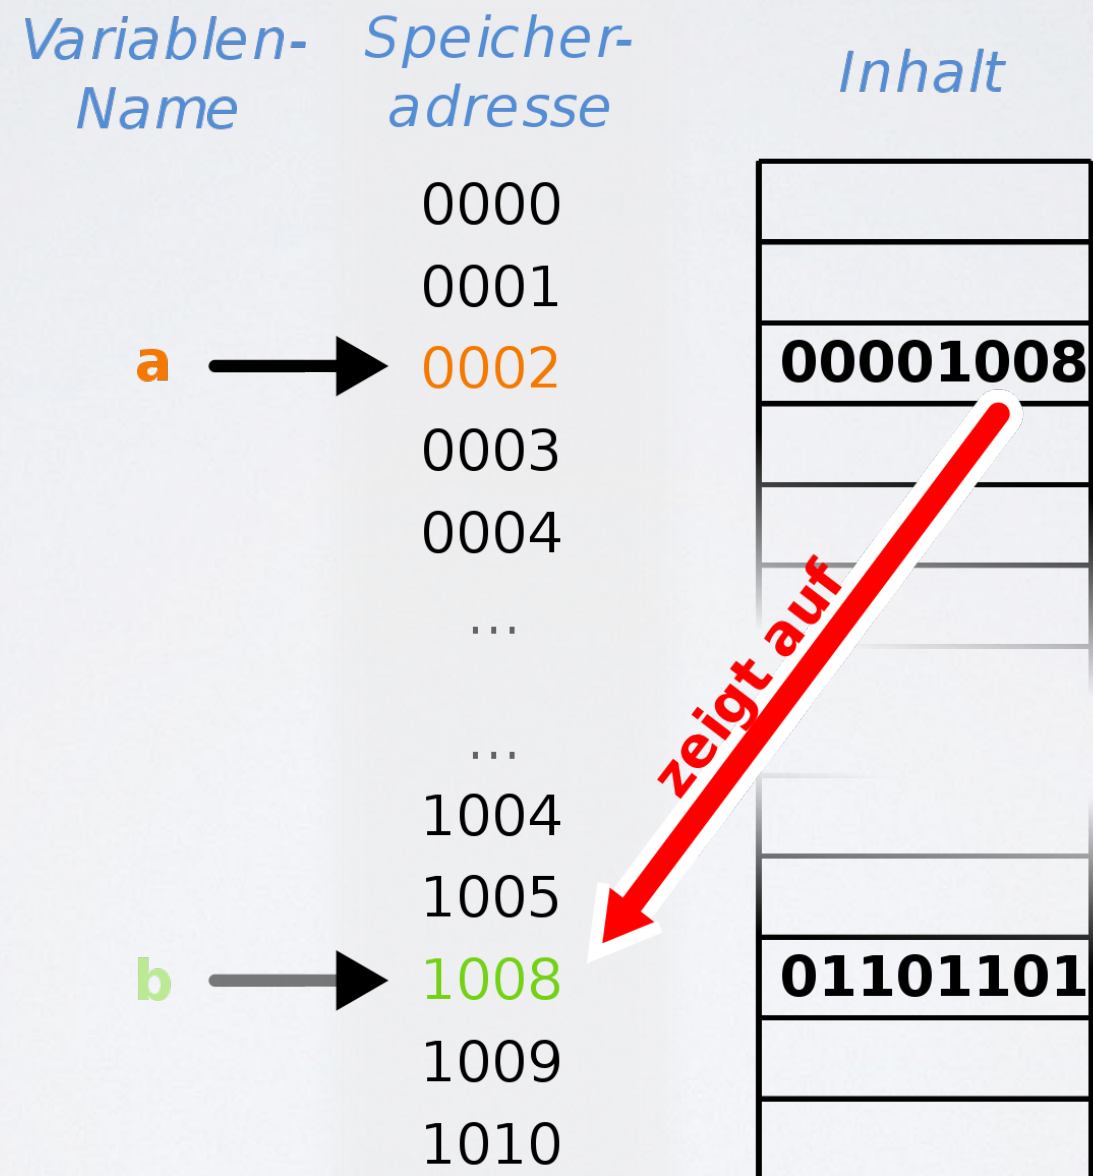 Variablen-
Name
Speicher-
adresse
Inhalt
0000
0001
a 0002 00001008
0003
0004
...
zeigt auf
...
1004
1005
b 1008 01101101
1009
1010